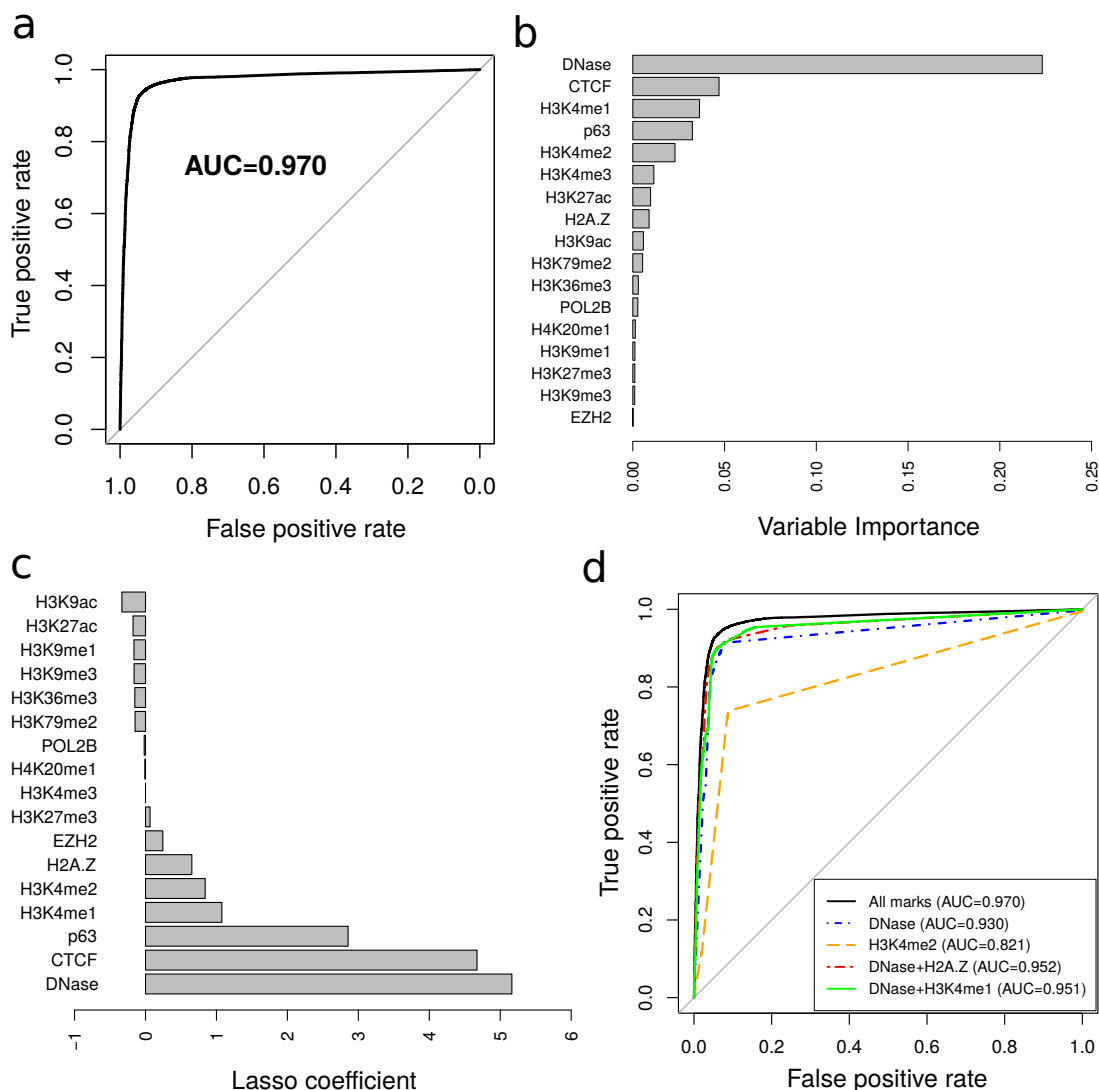 a
True positive rate
1.0
0.8
0.6
0.4
0.2
0.0
AUC=0.970
1.0 0.8 0.6 0.4 0.2 0.0
False positive rate
b
DNase
CTCF
H3K4me1
p63
H3K4me2
H3K4me3
H3K27ac
H2A.Z
H3K9ac
H3K79me2
H3K36me3
POL2B
H4K20me1
H3K9me1
H3K27me3
H3K9me3
EZH2
0.00 0.05 0.10 0.15 0.20 0.25
Variable Importance
c
H3K9ac
H3K27ac
H3K9me1
H3K9me3
H3K36me3
H3K79me2
POL2B
H4K20me1
H3K4me3
H3K27me3
EZH2
H2A.Z
H3K4me2
H3K4me1
p63
CTCF
DNase
−1 0 1 2 3 4 5 6
Lasso coefficient
d
True positive rate
1.0
0.8
0.6
0.4
0.2
0.0
All marks (AUC=0.970)
DNase (AUC=0.930)
H3K4me2 (AUC=0.821)
DNase+H2A.Z (AUC=0.952)
DNase+H3K4me1 (AUC=0.951)
0.0 0.2 0.4 0.6 0.8 1.0
False positive rate